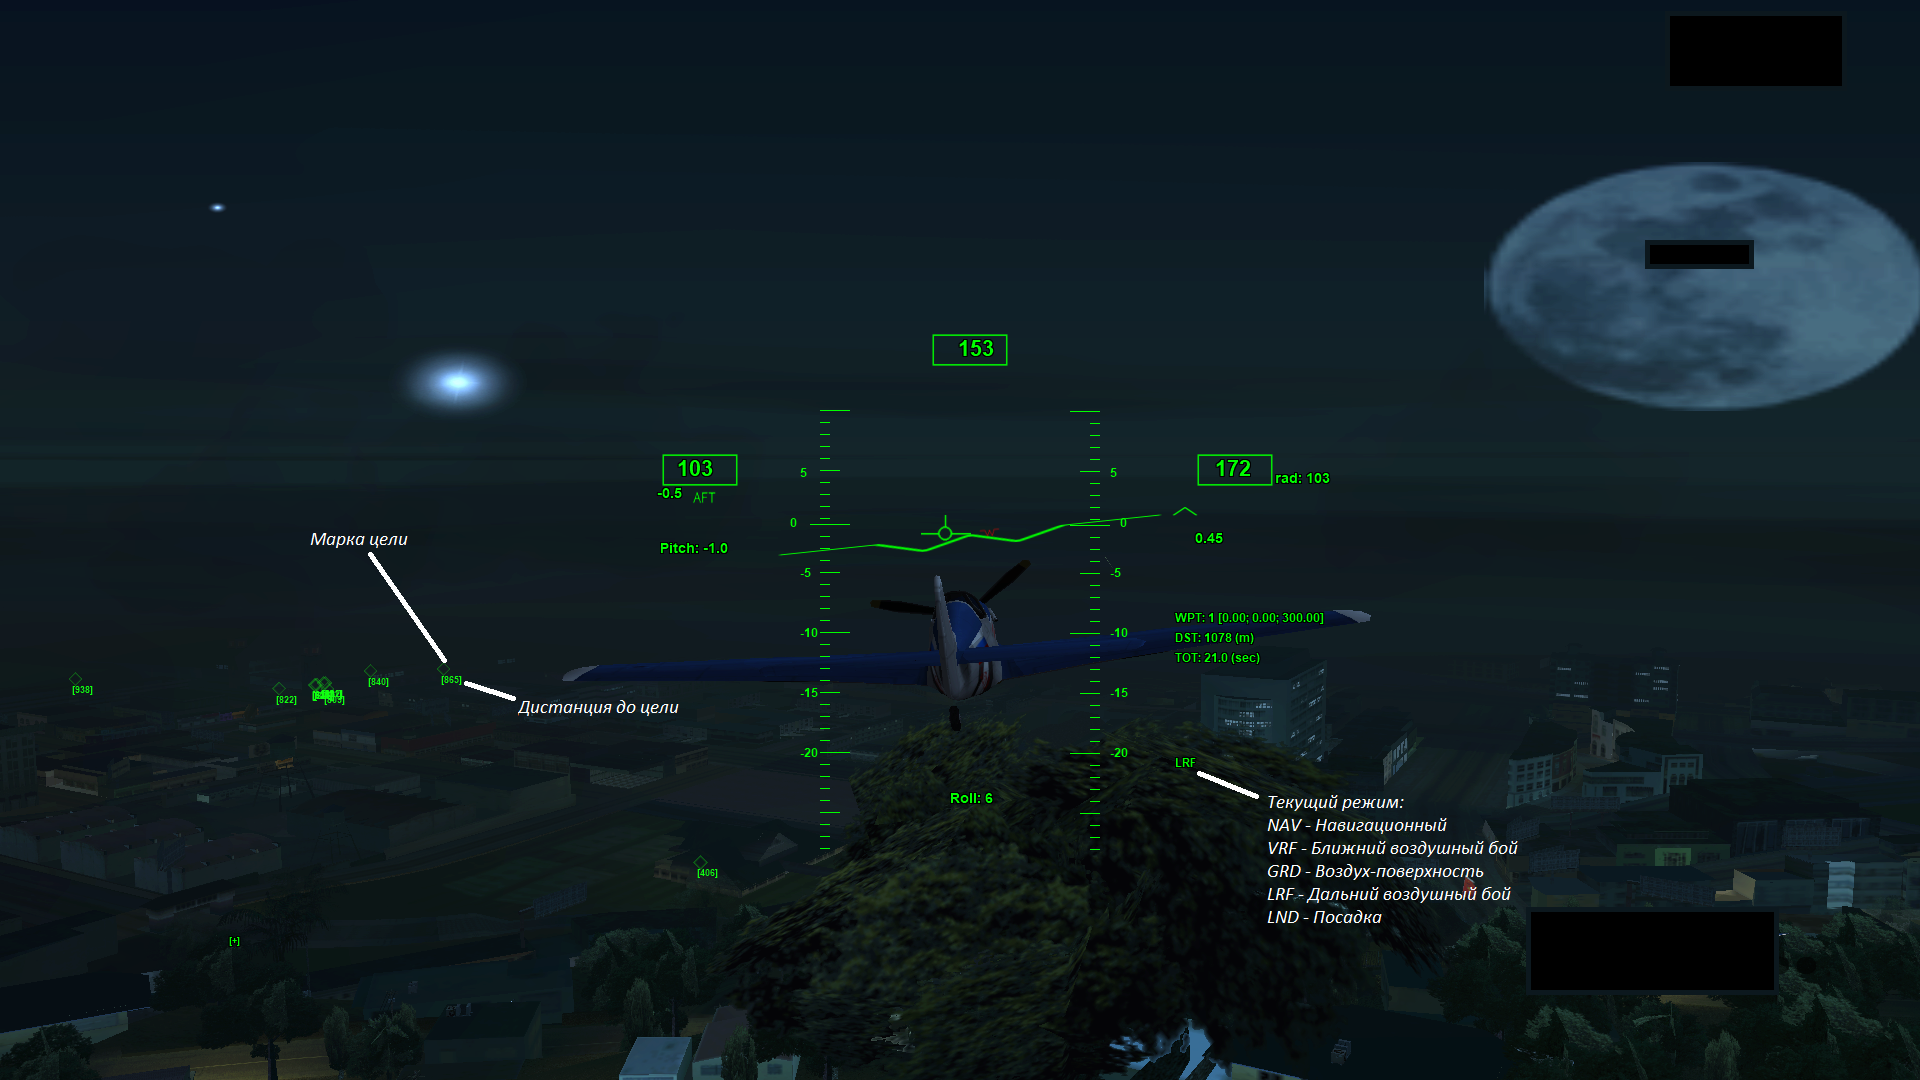 153
103
172
rad: 103
-0.5
AFT
5
5
0
0
Pitch: -1.0
0.45
Марка цели
-5
-5
-10
-10
WPT: 1 [0.00; 0.00; 300.00]
DST: 1078 (m)
TOT: 21.0 (sec)
[938]
[822]
[840]
[865]
-15
-15
Дистанция до цели
-20
-20
LRF
Roll: 6
Текущий режим:
NAV - Навигационный
VRF - Ближний воздушный бой
GRD - Воздух-поверхность
LRF - Дальний воздушный бой
LND - Посадка
[406]
[+]